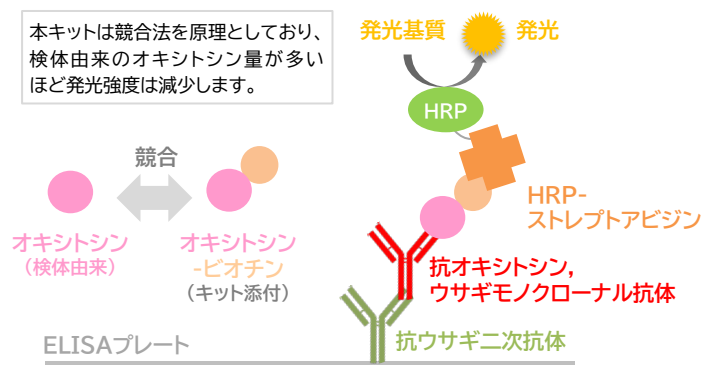 本キットは競合法を原理としており、
検体由来のオキシトシン量が多い
ほど発光強度は減少します。
発光基質
発光
HRP
競合
オキシトシン
（検体由来）
オキシトシン
-ビオチン
（キット添付）
HRP-
ストレプトアビジン
抗オキシトシン,
ウサギモノクローナル抗体
抗ウサギ二次抗体
ELISAプレート